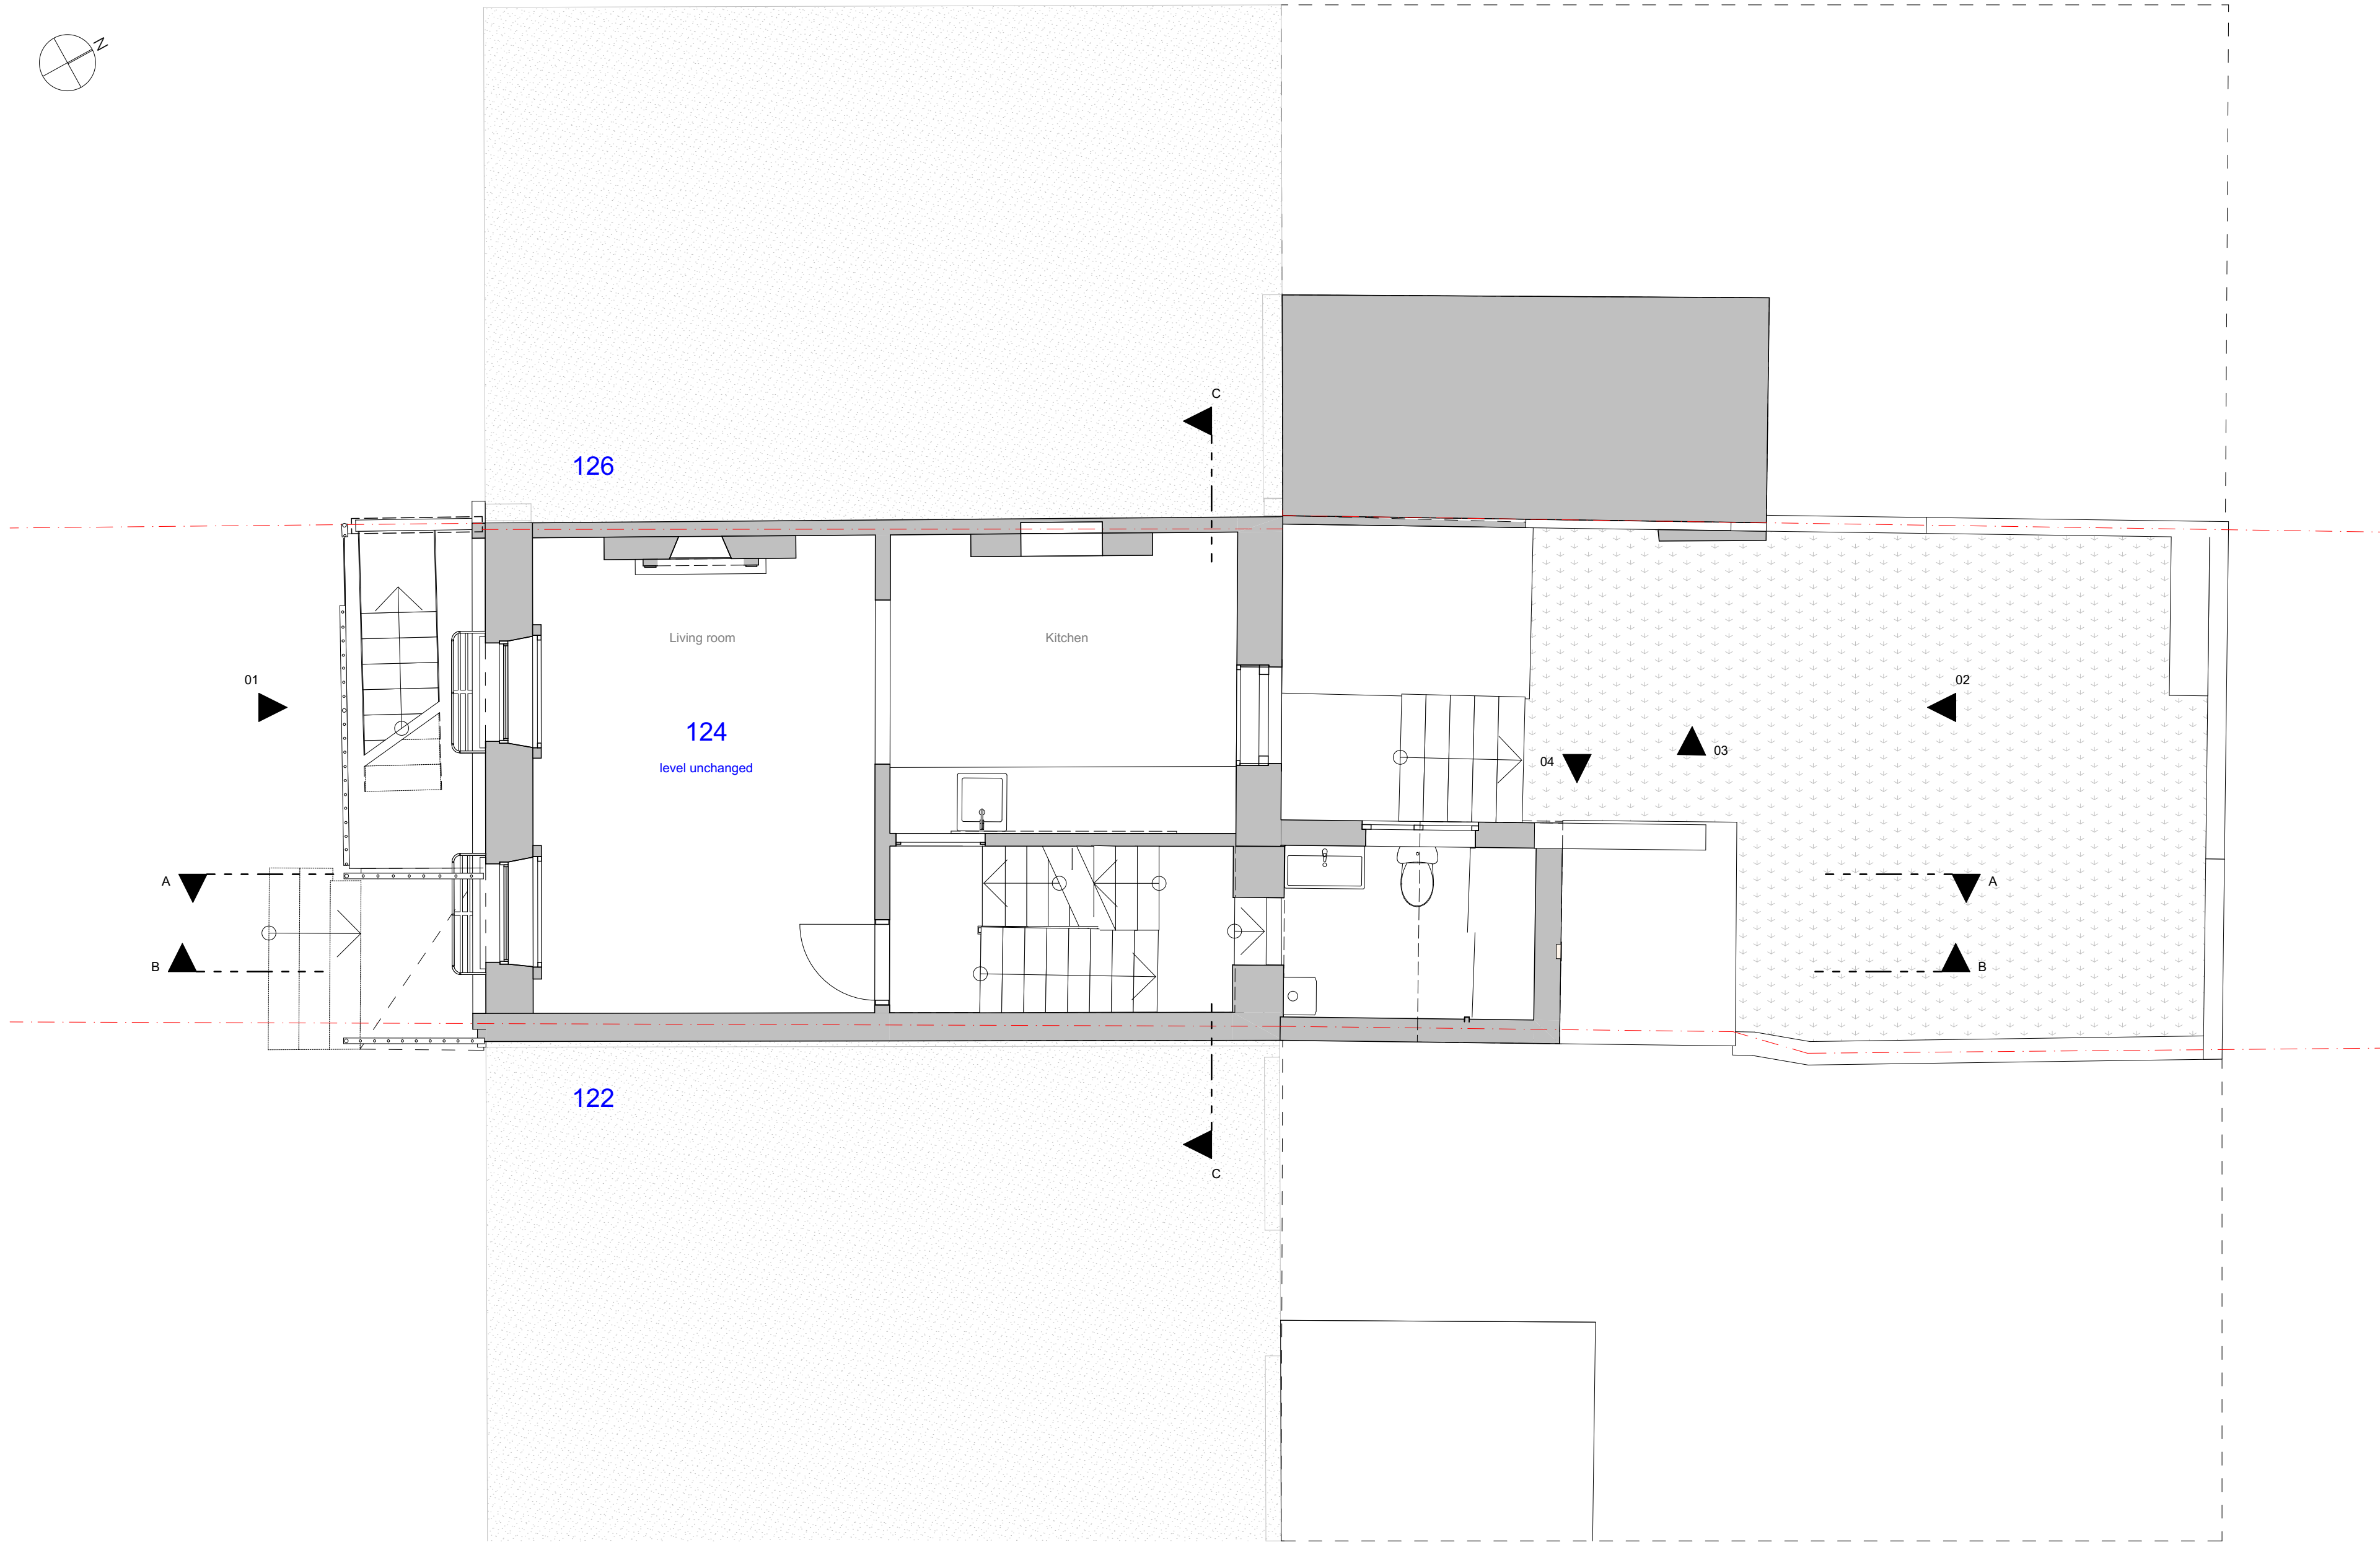 N
C
126
Living room
Kitchen
01
02
124
03
04
level unchanged
A
A
B
B
122
C